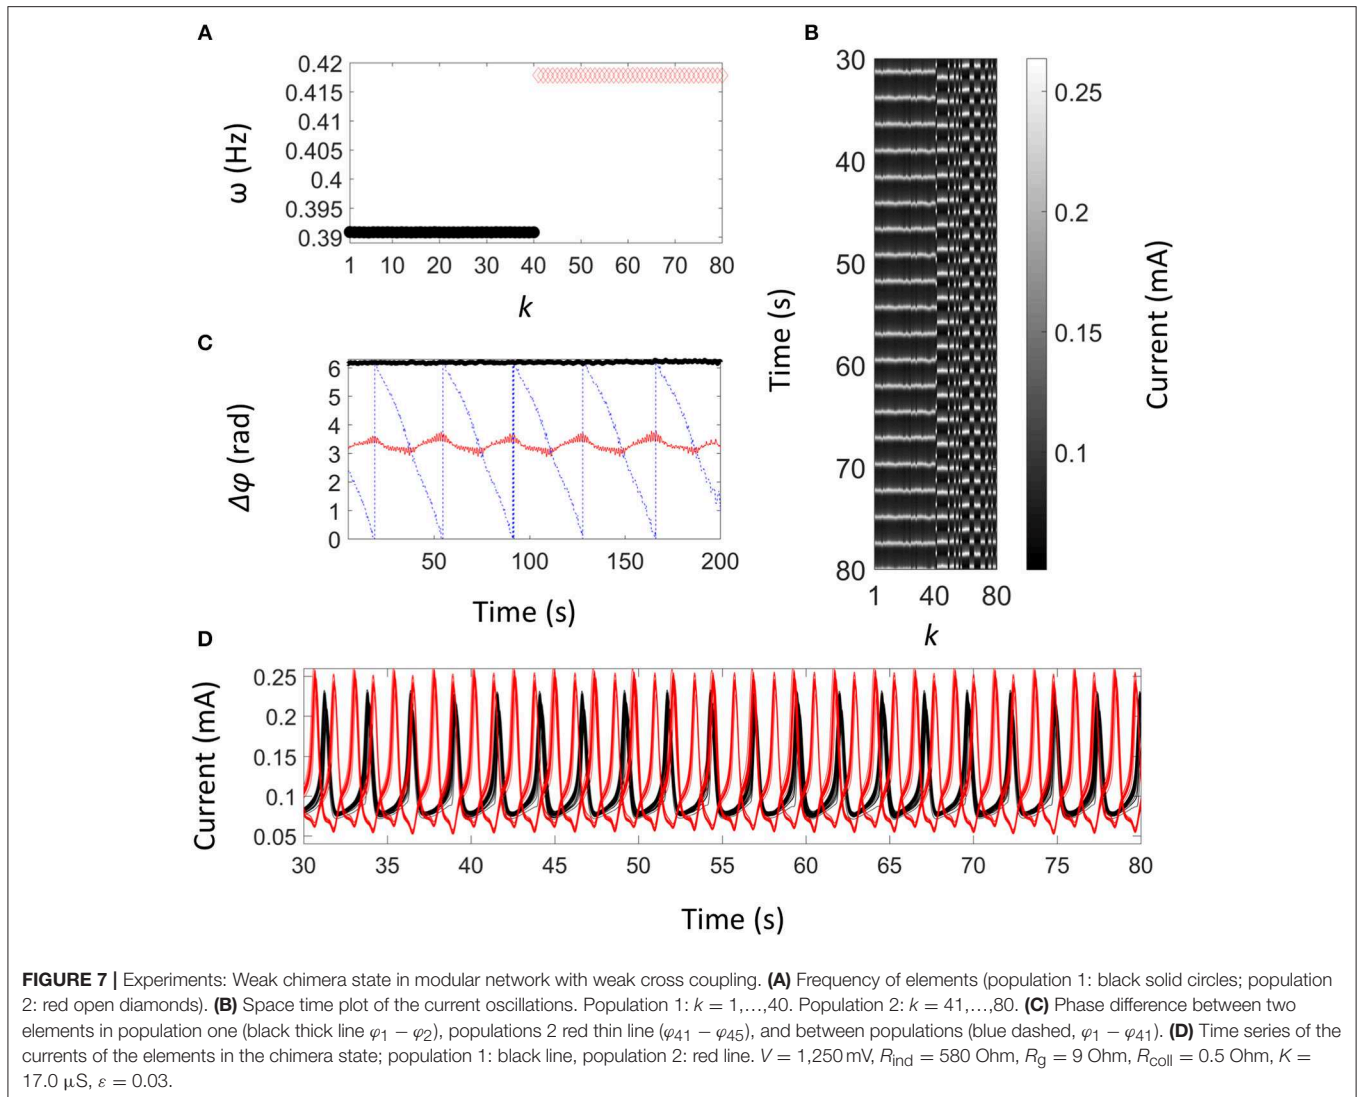 A
0.42
0.415
0.41
0.405
0.4
0.395
0.39
ω (Hz)
1 10 20 30 40 50 60 70 80
k
B
30
40
50
60
70
80
Time (s)
1 40 80
k
0.25
0.2
0.15
0.1
Current (mA)
C
6
5
4
3
2
1
0
Δφ (rad)
50 100 150 200
Time (s)
D
0.25
0.2
0.15
0.1
0.05
Current (mA)
30 35 40 45 50 55 60 65 70 75 80
Time (s)
FIGURE 7 | Experiments: Weak chimera state in modular network with weak cross coupling. (A) Frequency of elements (population 1: black solid circles; population
2: red open diamonds). (B) Space time plot of the current oscillations. Population 1: k = 1,...,40. Population 2: k = 41,...,80. (C) Phase difference between two
elements in population one (black thick line φ1 − φ2), populations 2 red thin line (φ41 − φ45), and between populations (blue dashed, φ1 − φ41). (D) Time series of the
currents of the elements in the chimera state; population 1: black line, population 2: red line. V = 1,250 mV, Rind = 580 Ohm, Rg = 9 Ohm, Rcoll = 0.5 Ohm, K =
17.0 μS, ε = 0.03.